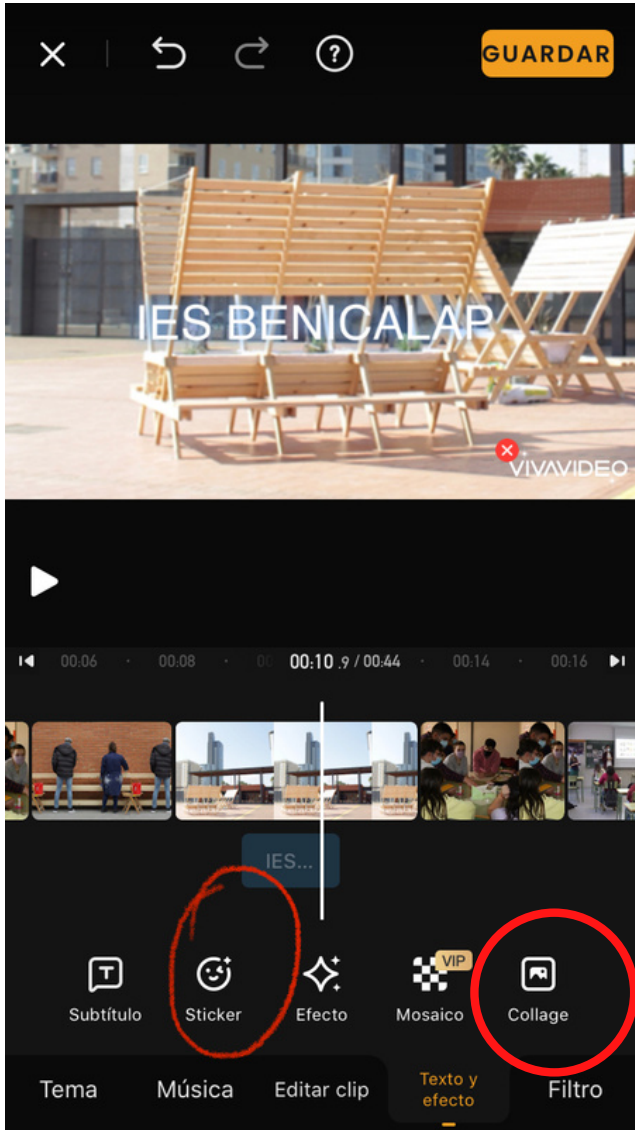 GUARDAR
IES BENICALAP
VIVAVIDEO
00:06 00:08 00 00:10.9 / 00:44 00:14 00:16
IES...
VIP
Subtítulo Sticker Efecto Mosaico Collage
Tema Música Editar clip Texto y efecto Filtro